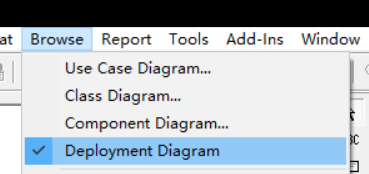 at Browse Report Tools Add-Ins Window
Use Case Diagram...
Class Diagram...
Component Diagram...
Deployment Diagram